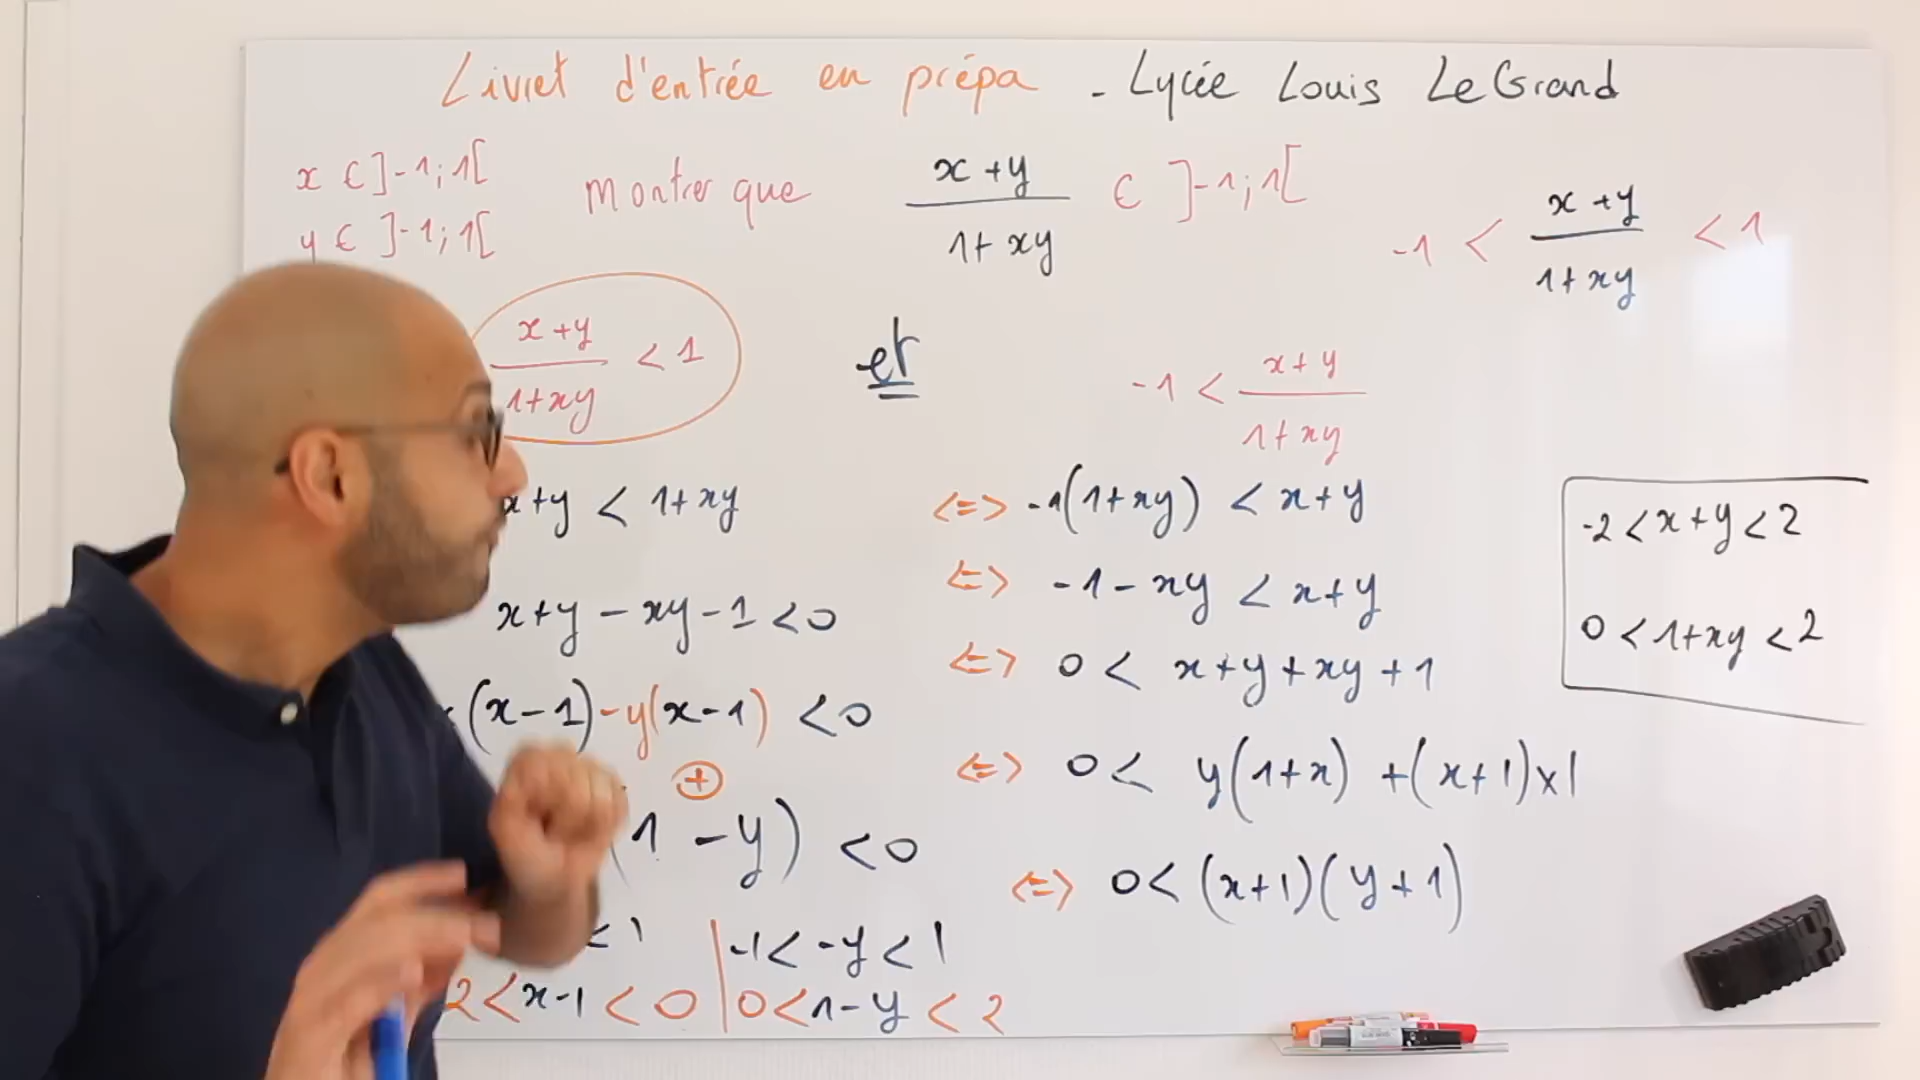 Livret d'entrée en prépa - Lycée Louis Le Grand
x ∈ ]-1;1[
y ∈ ]-1;1[
Montrer que
x+y
1+xy
∈ ]-1;1[
-1 <
x+y
1+xy
< 1
x+y
1+xy
< 1
et
-1 <
x+y
1+xy
x+y < 1+xy
x+y - xy - 1 < 0
(x-1) -y(x-1) < 0
+
(1 - y) < 0
< 1 | -1 < -y < 1
2 < x-1 < 0 | 0 < 1-y < 2
<=> -1(1+xy) < x+y
<=> -1 - xy < x+y
<=> 0 < x+y+xy+1
<=> 0 < y(1+x) + (x+1)x1
<=> 0 < (x+1)(y+1)
-2 < x+y < 2
0 < 1+xy < 2